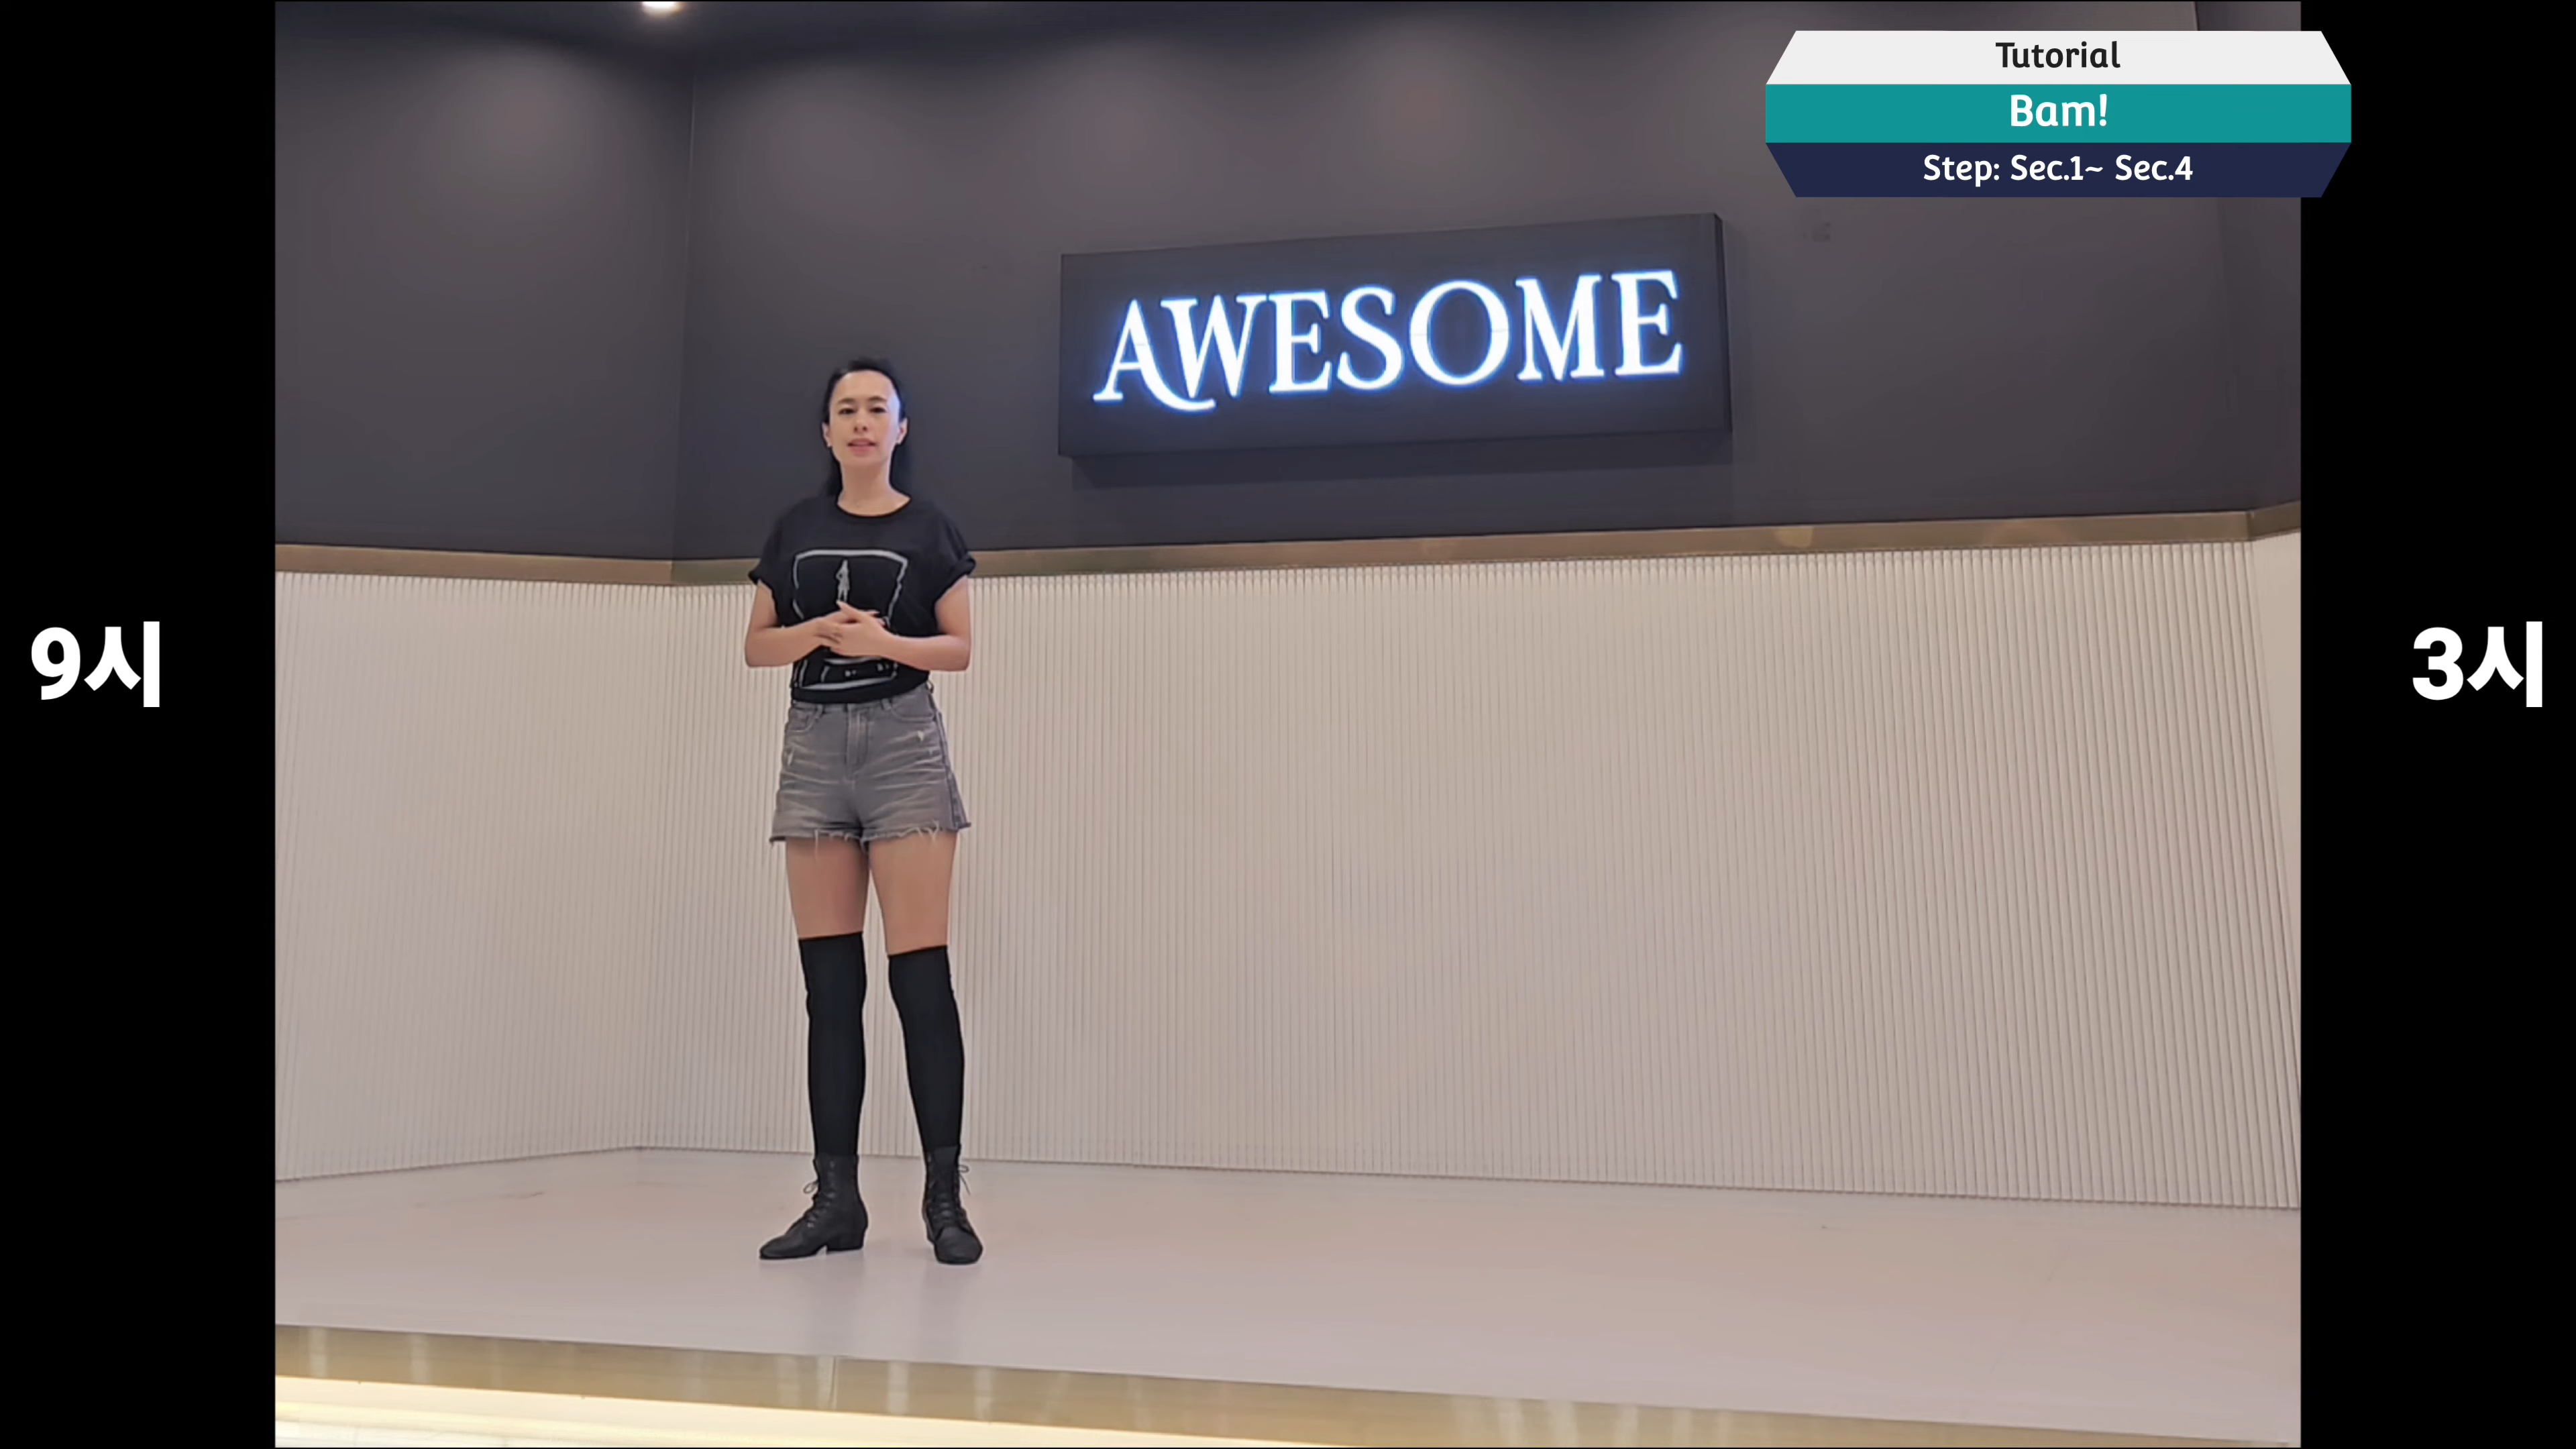 Tutorial
Bam!
Step: Sec.1~ Sec.4
AWESOME
9시
3시